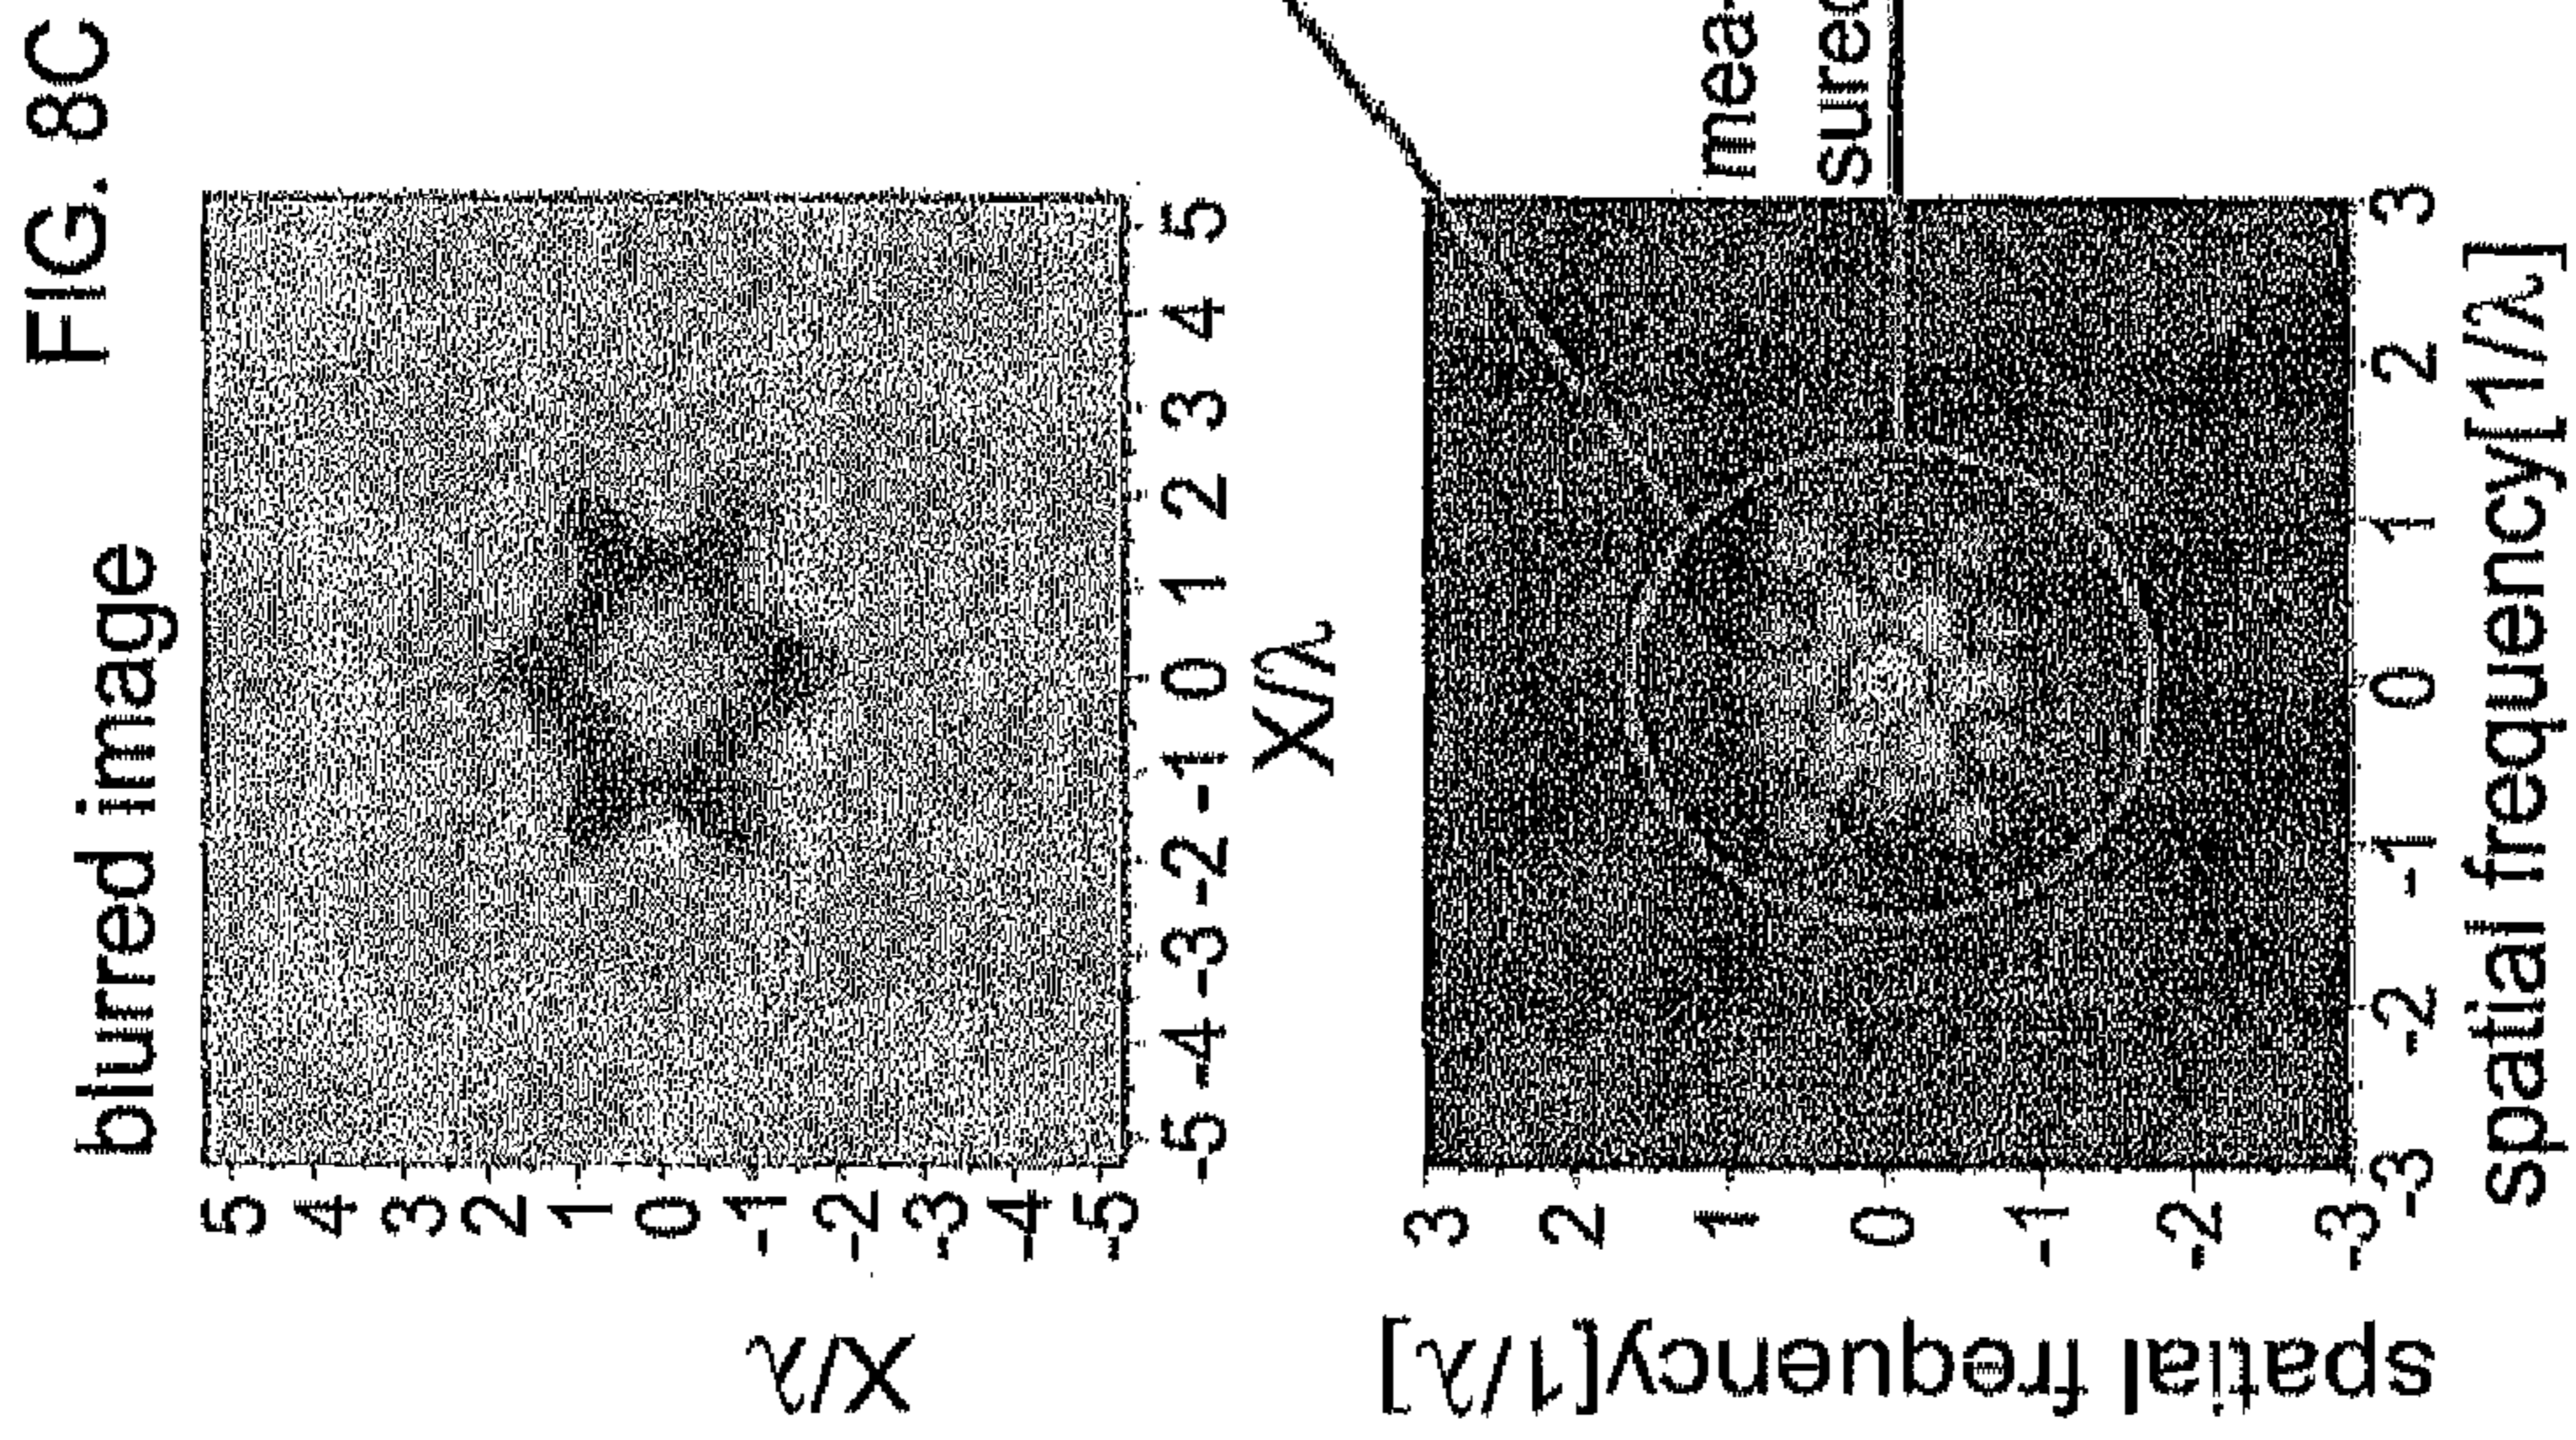 FIG. 8C
blurred image
X/λ
5
4
3
2
1
0
-1
-2
-3
-4
-5
-5 -4 -3 -2 -1 0 1 2 3 4 5
X/λ
mea-
sured
spatial frequency[1/λ]
3
2
1
0
-1
-2
-3
-3 -2 -1 0 1 2 3
spatial frequency[1/λ]